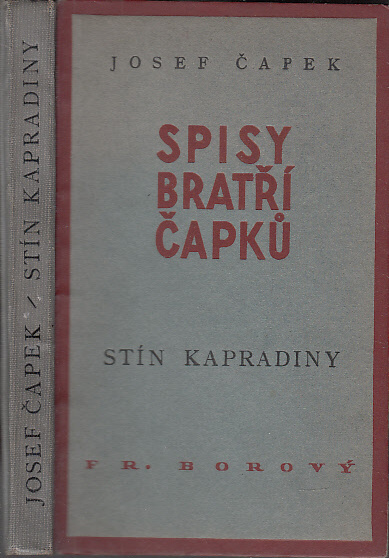 JOSEF ČAPEK / STÍN KAPRADINY
JOSEF ČAPEK
SPISY
BRATŘÍ
ČAPKŮ
STÍN KAPRADINY
FR. BOROVÝ